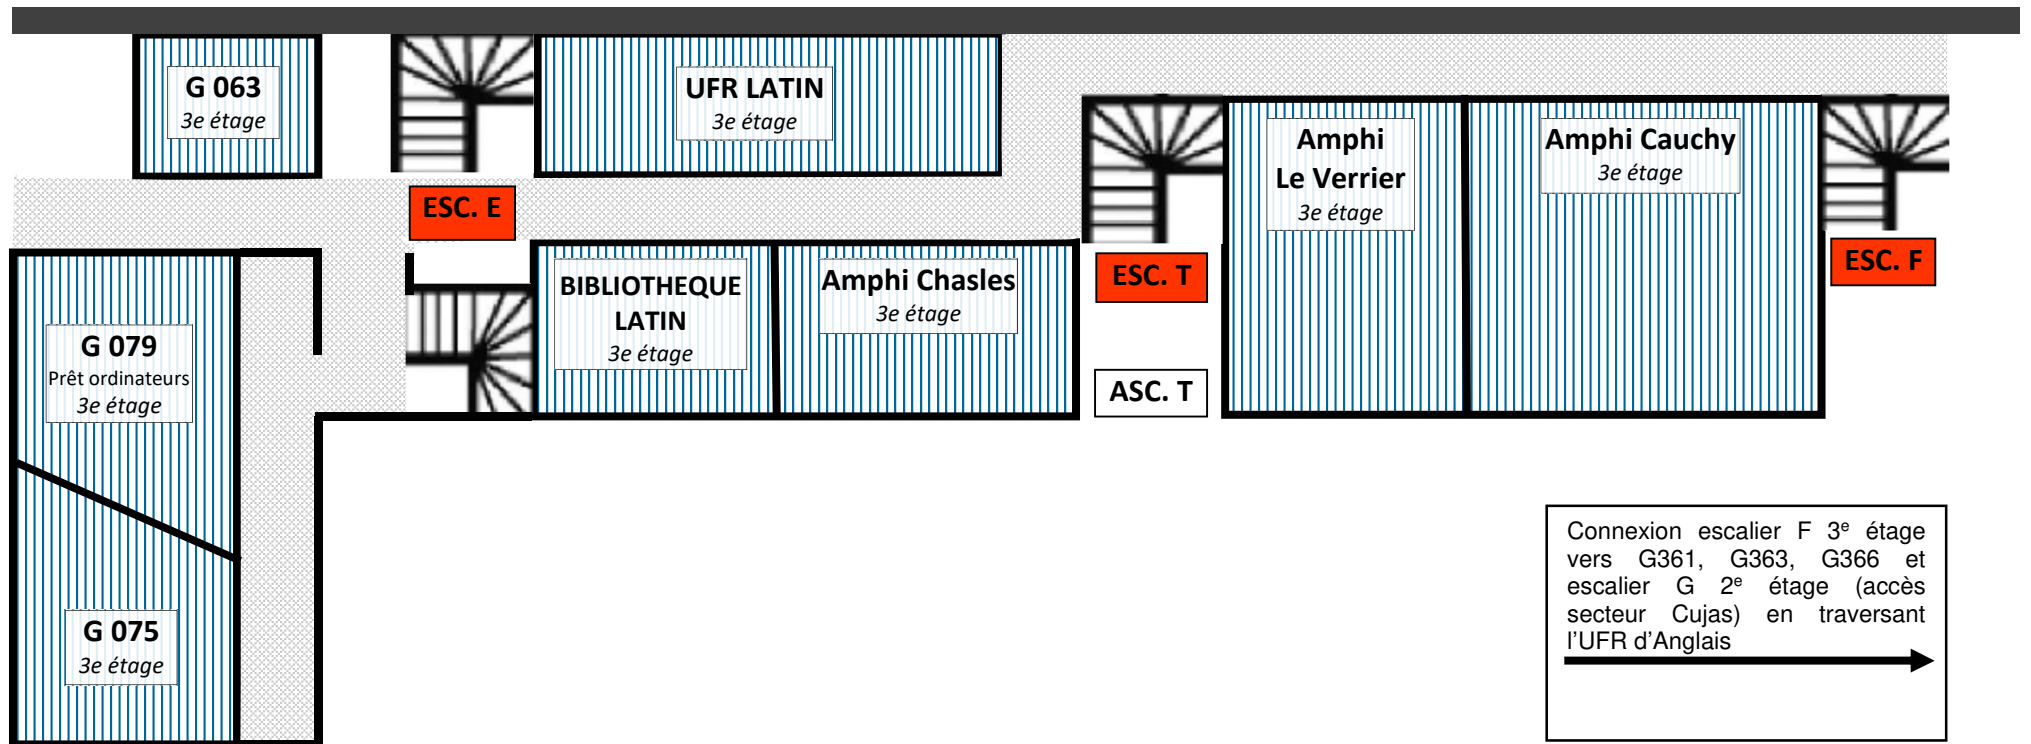 G 063
3e étage
UFR LATIN
3e étage
Amphi
Le Verrier
3e étage
Amphi Cauchy
3e étage
ESC. E
ESC. T
ESC. F
BIBLIOTHEQUE
LATIN
3e étage
Amphi Chasles
3e étage
G 079
Prêt ordinateurs
3e étage
ASC. T
G 075
3e étage
Connexion escalier F 3e étage
vers G361, G363, G366 et
escalier G 2e étage (accès
secteur Cujas) en traversant
l'UFR d'Anglais